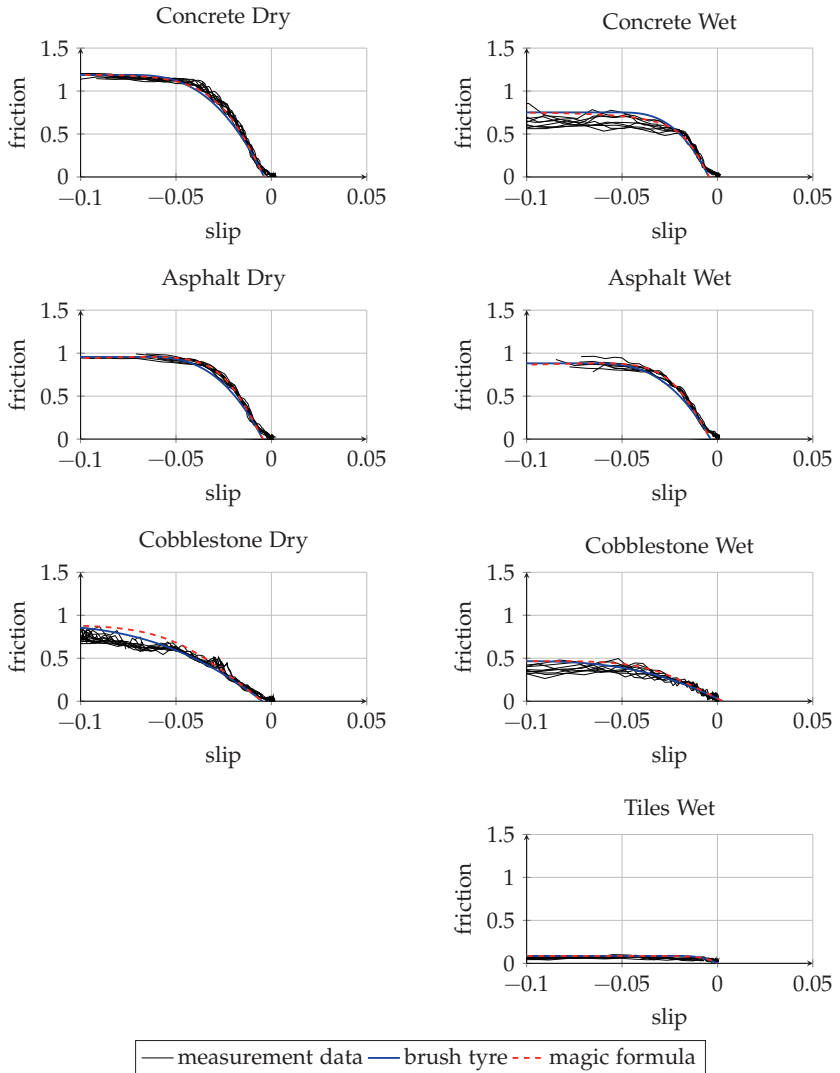 Concrete Dry
Concrete Wet
1.5
1
0.5
0
friction
−0.1
−0.05
0
0.05
slip
1.5
1
0.5
0
friction
−0.1
−0.05
0
0.05
slip
Asphalt Dry
Asphalt Wet
1.5
1
0.5
0
friction
−0.1
−0.05
0
0.05
slip
1.5
1
0.5
0
friction
−0.1
−0.05
0
0.05
slip
Cobblestone Dry
Cobblestone Wet
1.5
1
0.5
0
friction
−0.1
−0.05
0
0.05
slip
1.5
1
0.5
0
friction
−0.1
−0.05
0
0.05
slip
Tiles Wet
1.5
1
0.5
0
friction
−0.1
−0.05
0
0.05
slip
measurement data brush tyre magic formula